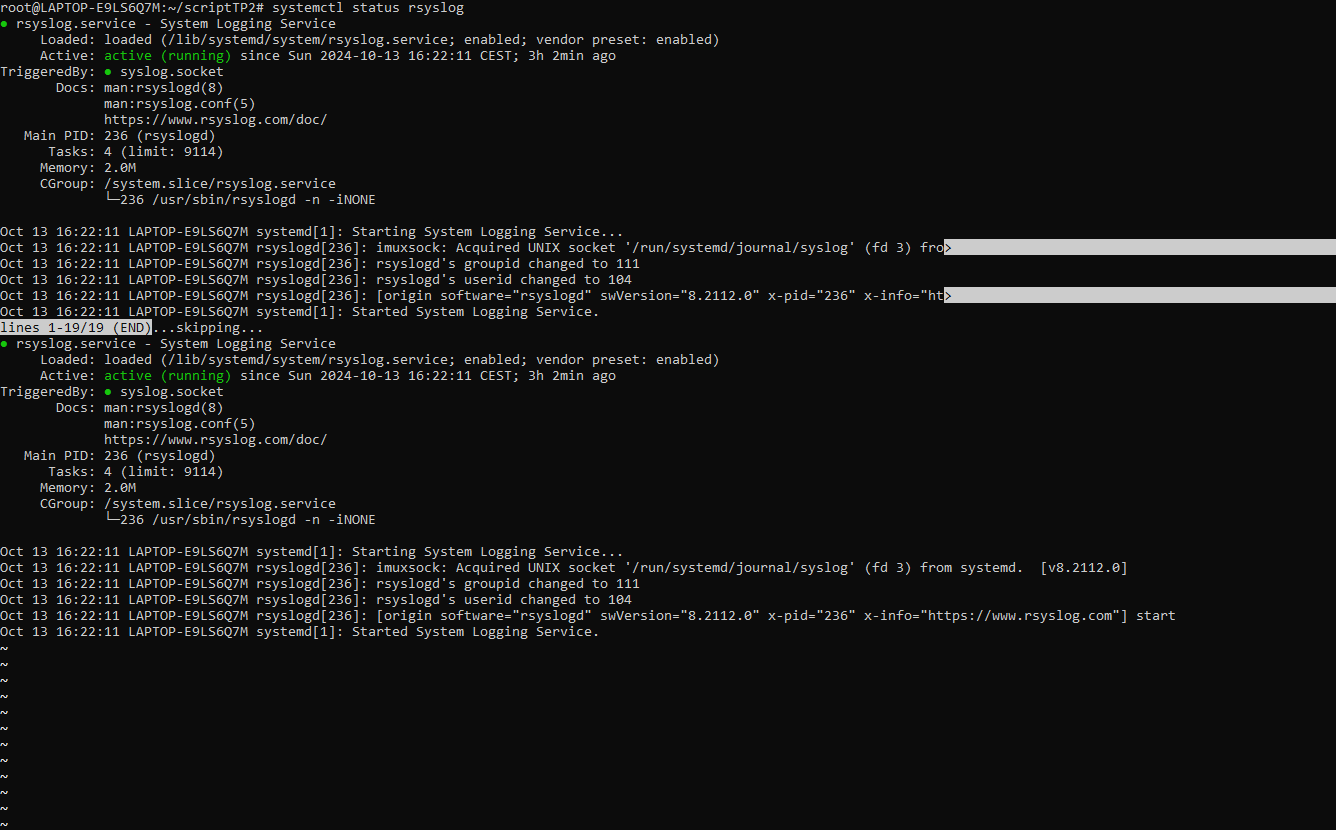 root@LAPTOP-E9LS6Q7M:~/scriptTP2# systemctl status rsyslog
● rsyslog.service - System Logging Service
     Loaded: loaded (/lib/systemd/system/rsyslog.service; enabled; vendor preset: enabled)
     Active: active (running) since Sun 2024-10-13 16:22:11 CEST; 3h 2min ago
TriggeredBy: ● syslog.socket
       Docs: man:rsyslogd(8)
             man:rsyslog.conf(5)
             https://www.rsyslog.com/doc/
   Main PID: 236 (rsyslogd)
      Tasks: 4 (limit: 9114)
     Memory: 2.0M
     CGroup: /system.slice/rsyslog.service
             └─236 /usr/sbin/rsyslogd -n -iNONE

Oct 13 16:22:11 LAPTOP-E9LS6Q7M systemd[1]: Starting System Logging Service...
Oct 13 16:22:11 LAPTOP-E9LS6Q7M rsyslogd[236]: imuxsock: Acquired UNIX socket '/run/systemd/journal/syslog' (fd 3) fro>
Oct 13 16:22:11 LAPTOP-E9LS6Q7M rsyslogd[236]: rsyslogd's groupid changed to 111
Oct 13 16:22:11 LAPTOP-E9LS6Q7M rsyslogd[236]: rsyslogd's userid changed to 104
Oct 13 16:22:11 LAPTOP-E9LS6Q7M rsyslogd[236]: [origin software="rsyslogd" swVersion="8.2112.0" x-pid="236" x-info="ht>
Oct 13 16:22:11 LAPTOP-E9LS6Q7M systemd[1]: Started System Logging Service.
lines 1-19/19 (END)...skipping...
● rsyslog.service - System Logging Service
     Loaded: loaded (/lib/systemd/system/rsyslog.service; enabled; vendor preset: enabled)
     Active: active (running) since Sun 2024-10-13 16:22:11 CEST; 3h 2min ago
TriggeredBy: ● syslog.socket
       Docs: man:rsyslogd(8)
             man:rsyslog.conf(5)
             https://www.rsyslog.com/doc/
   Main PID: 236 (rsyslogd)
      Tasks: 4 (limit: 9114)
     Memory: 2.0M
     CGroup: /system.slice/rsyslog.service
             └─236 /usr/sbin/rsyslogd -n -iNONE

Oct 13 16:22:11 LAPTOP-E9LS6Q7M systemd[1]: Starting System Logging Service...
Oct 13 16:22:11 LAPTOP-E9LS6Q7M rsyslogd[236]: imuxsock: Acquired UNIX socket '/run/systemd/journal/syslog' (fd 3) from systemd.  [v8.2112.0]
Oct 13 16:22:11 LAPTOP-E9LS6Q7M rsyslogd[236]: rsyslogd's groupid changed to 111
Oct 13 16:22:11 LAPTOP-E9LS6Q7M rsyslogd[236]: rsyslogd's userid changed to 104
Oct 13 16:22:11 LAPTOP-E9LS6Q7M rsyslogd[236]: [origin software="rsyslogd" swVersion="8.2112.0" x-pid="236" x-info="https://www.rsyslog.com"] start
Oct 13 16:22:11 LAPTOP-E9LS6Q7M systemd[1]: Started System Logging Service.
~
~
~
~
~
~
~
~
~
~
~
~